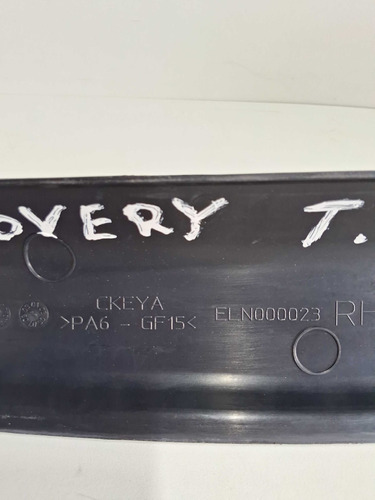 OVERY T.
CKEYA
>PA6 - GF15<
ELN000023 RH